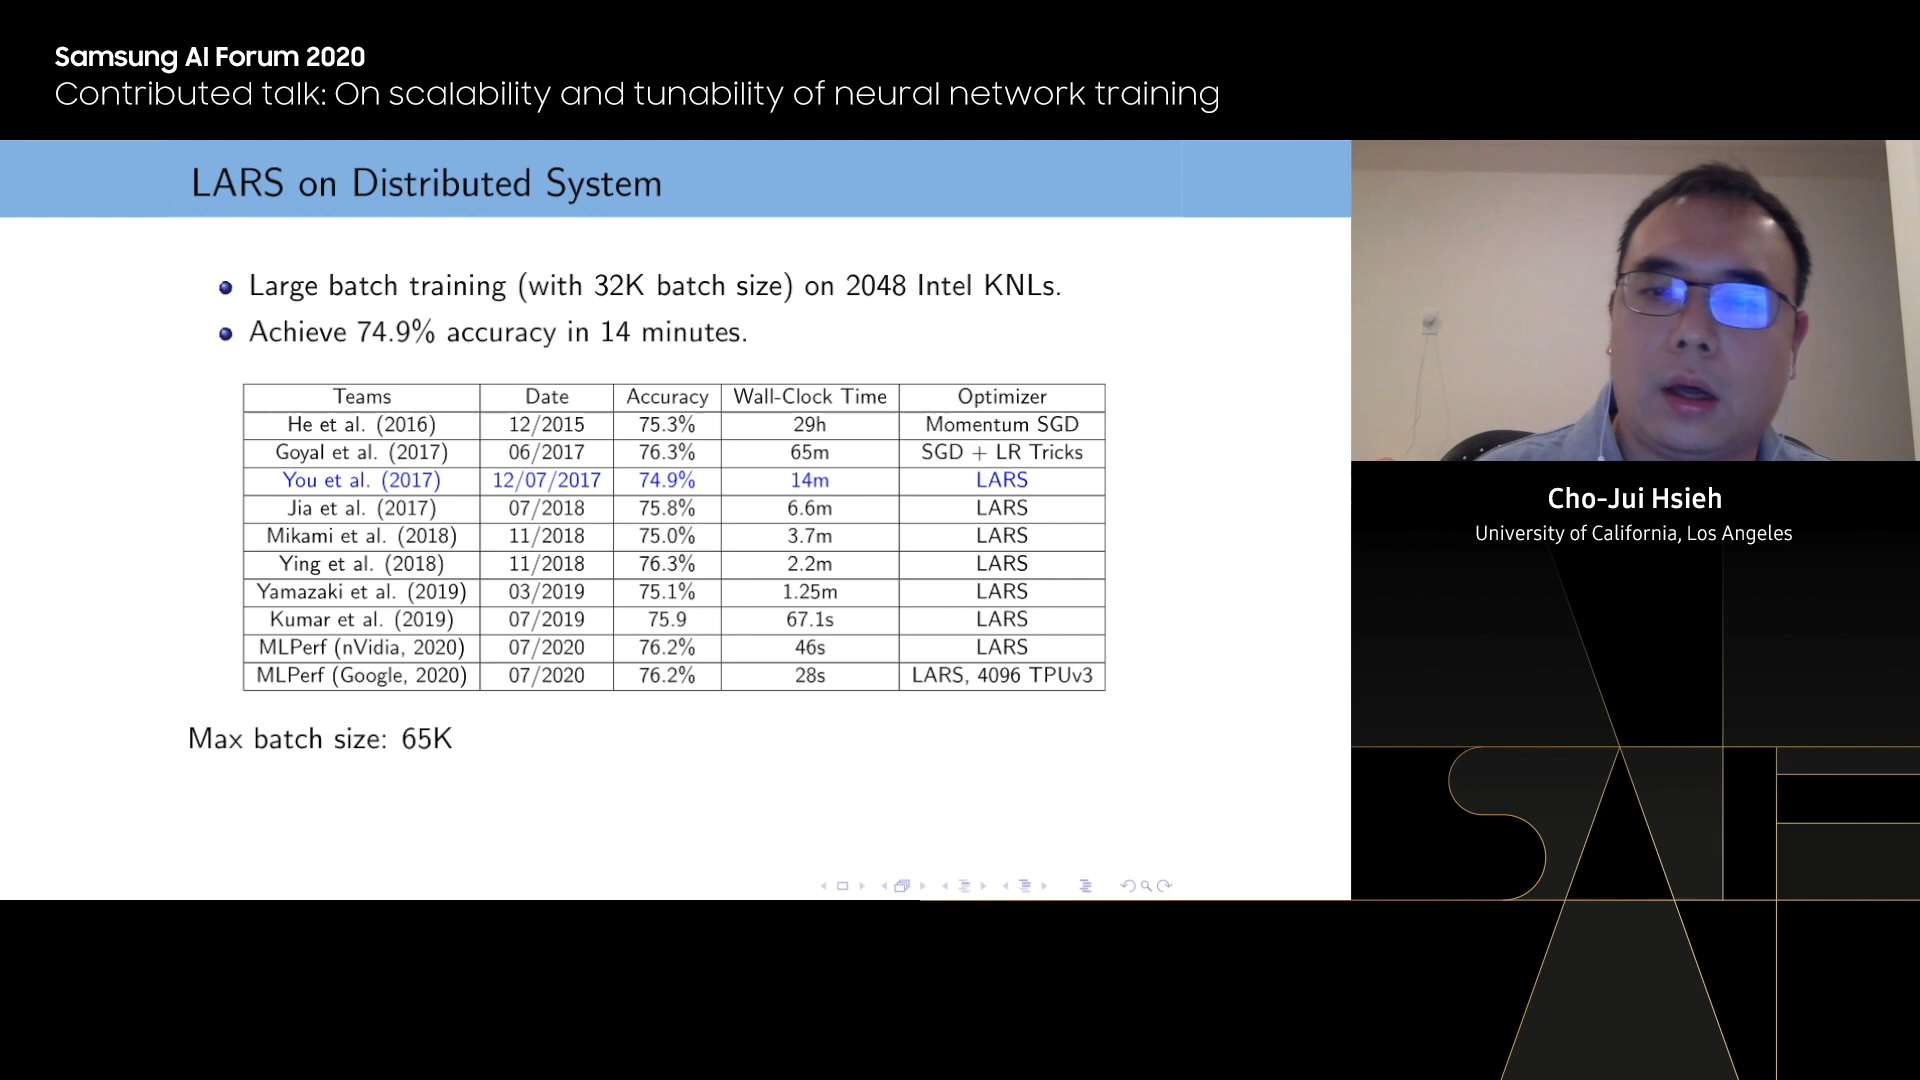 Samsung AI Forum 2020
Contributed talk: On scalability and tunability of neural network training
LARS on Distributed System
Large batch training (with 32K batch size) on 2048 Intel KNLs.
Achieve 74.9% accuracy in 14 minutes.
Teams Date Accuracy Wall-Clock Time Optimizer
He et al. (2016) 12/2015 75.3% 29h Momentum SGD
Goyal et al. (2017) 06/2017 76.3% 65m SGD + LR Tricks
You et al. (2017) 12/07/2017 74.9% 14m LARS
Jia et al. (2017) 07/2018 75.8% 6.6m LARS
Mikami et al. (2018) 11/2018 75.0% 3.7m LARS
Ying et al. (2018) 11/2018 76.3% 2.2m LARS
Yamazaki et al. (2019) 03/2019 75.1% 1.25m LARS
Kumar et al. (2019) 07/2019 75.9 67.1s LARS
MLPerf (nVidia, 2020) 07/2020 76.2% 46s LARS
MLPerf (Google, 2020) 07/2020 76.2% 28s LARS, 4096 TPUv3
Max batch size: 65K
Cho-Jui Hsieh
University of California, Los Angeles